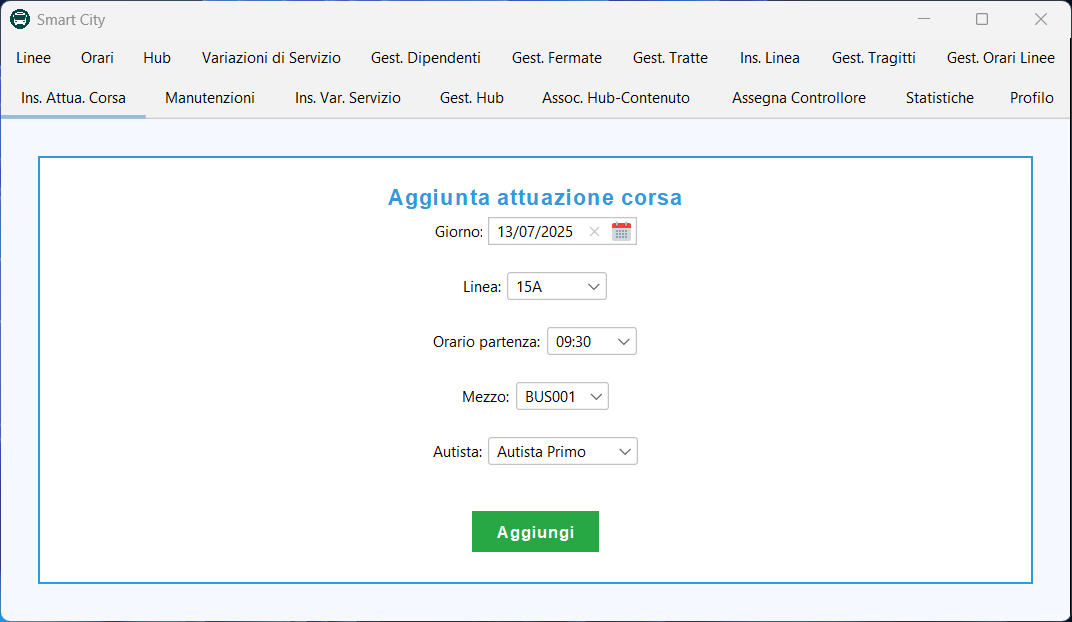 Smart City
Linee Orari Hub Variazioni di Servizio Gest. Dipendenti Gest. Fermate Gest. Tratte Ins. Linea Gest. Tragitti Gest. Orari Linee
Ins. Attua. Corsa Manutenzioni Ins. Var. Servizio Gest. Hub Assoc. Hub-Contenuto Assegna Controllore Statistiche Profilo
Aggiunta attuazione corsa
Giorno: 13/07/2025
Linea: 15A
Orario partenza: 09:30
Mezzo: BUS001
Autista: Autista Primo
Aggiungi